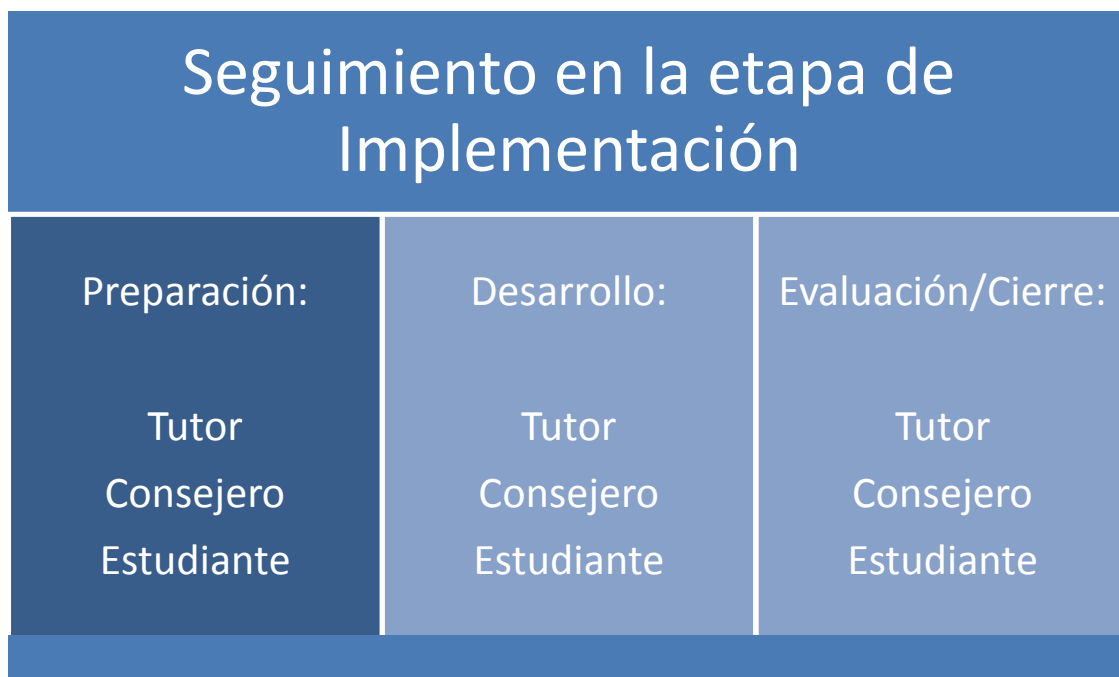 Seguimiento en la etapa de
Implementación
Preparación:
Tutor
Consejero
Estudiante
Desarrollo:
Tutor
Consejero
Estudiante
Evaluación/Cierre:
Tutor
Consejero
Estudiante